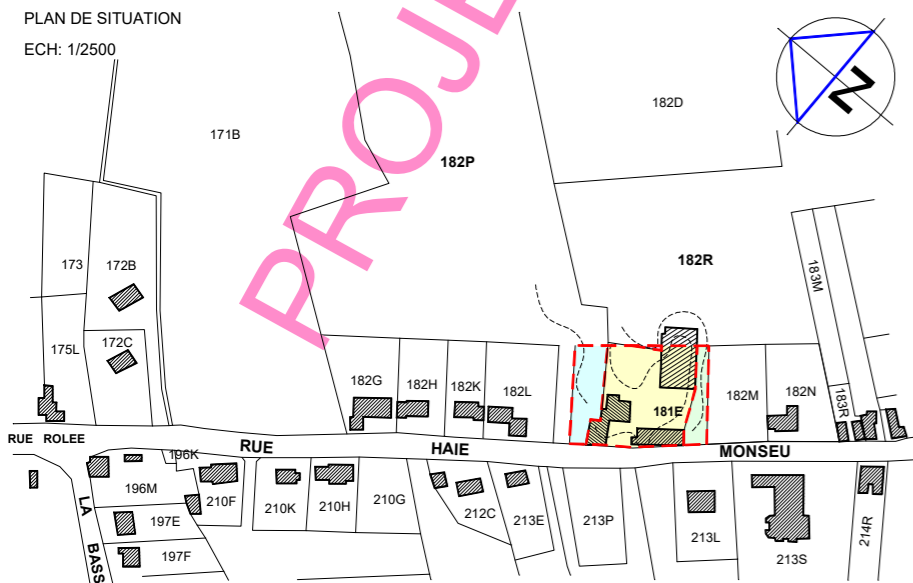 PLAN DE SITUATION
ECH: 1/2500
PROJE
N
171B
182P
182D
182R
173
172B
183M
175L
172C
182G
182H
182K
182L
181E
182M
182N
183R
RUE ROLEE
RUE HAIE MONSEU
196K
196M
210F
210K
210H
210G
212C
213E
213P
213L
213S
214R
197E
197F
LA BASS